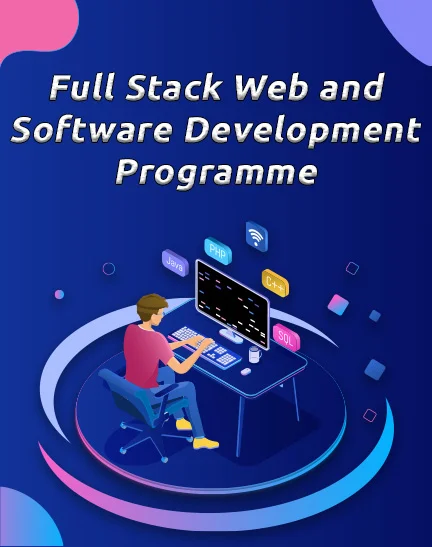 Full Stack Web and
Software Development
Programme
PHP
Java
C++
SQL